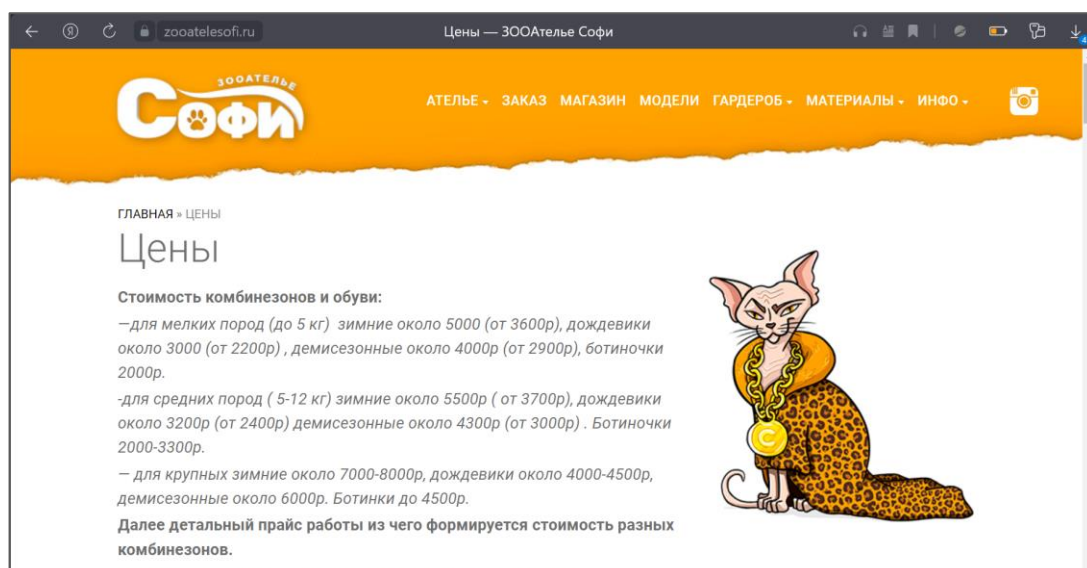 zooatelesofi.ru
Цены — ЗООАтелье Софи
4
ЗООАТЕЛЬЕ
Софи
АТЕЛЬЕ ЗАКАЗ МАГАЗИН МОДЕЛИ ГАРДЕРОБ МАТЕРИАЛЫ ИНФО
ГЛАВНАЯ » ЦЕНЫ
Цены
Стоимость комбинезонов и обуви:
—для мелких пород (до 5 кг) зимние около 5000 (от 3600р), дождевики
около 3000 (от 2200р) , демисезонные около 4000р (от 2900р), ботиночки
2000р.
-для средних пород ( 5-12 кг) зимние около 5500р ( от 3700р), дождевики
около 3200р (от 2400р) демисезонные около 4300р (от 3000р) . Ботиночки
2000-3300р.
— для крупных зимние около 7000-8000р, дождевики около 4000-4500р,
демисезонные около 6000р. Ботинки до 4500р.
Далее детальный прайс работы из чего формируется стоимость разных
комбинезонов.
С